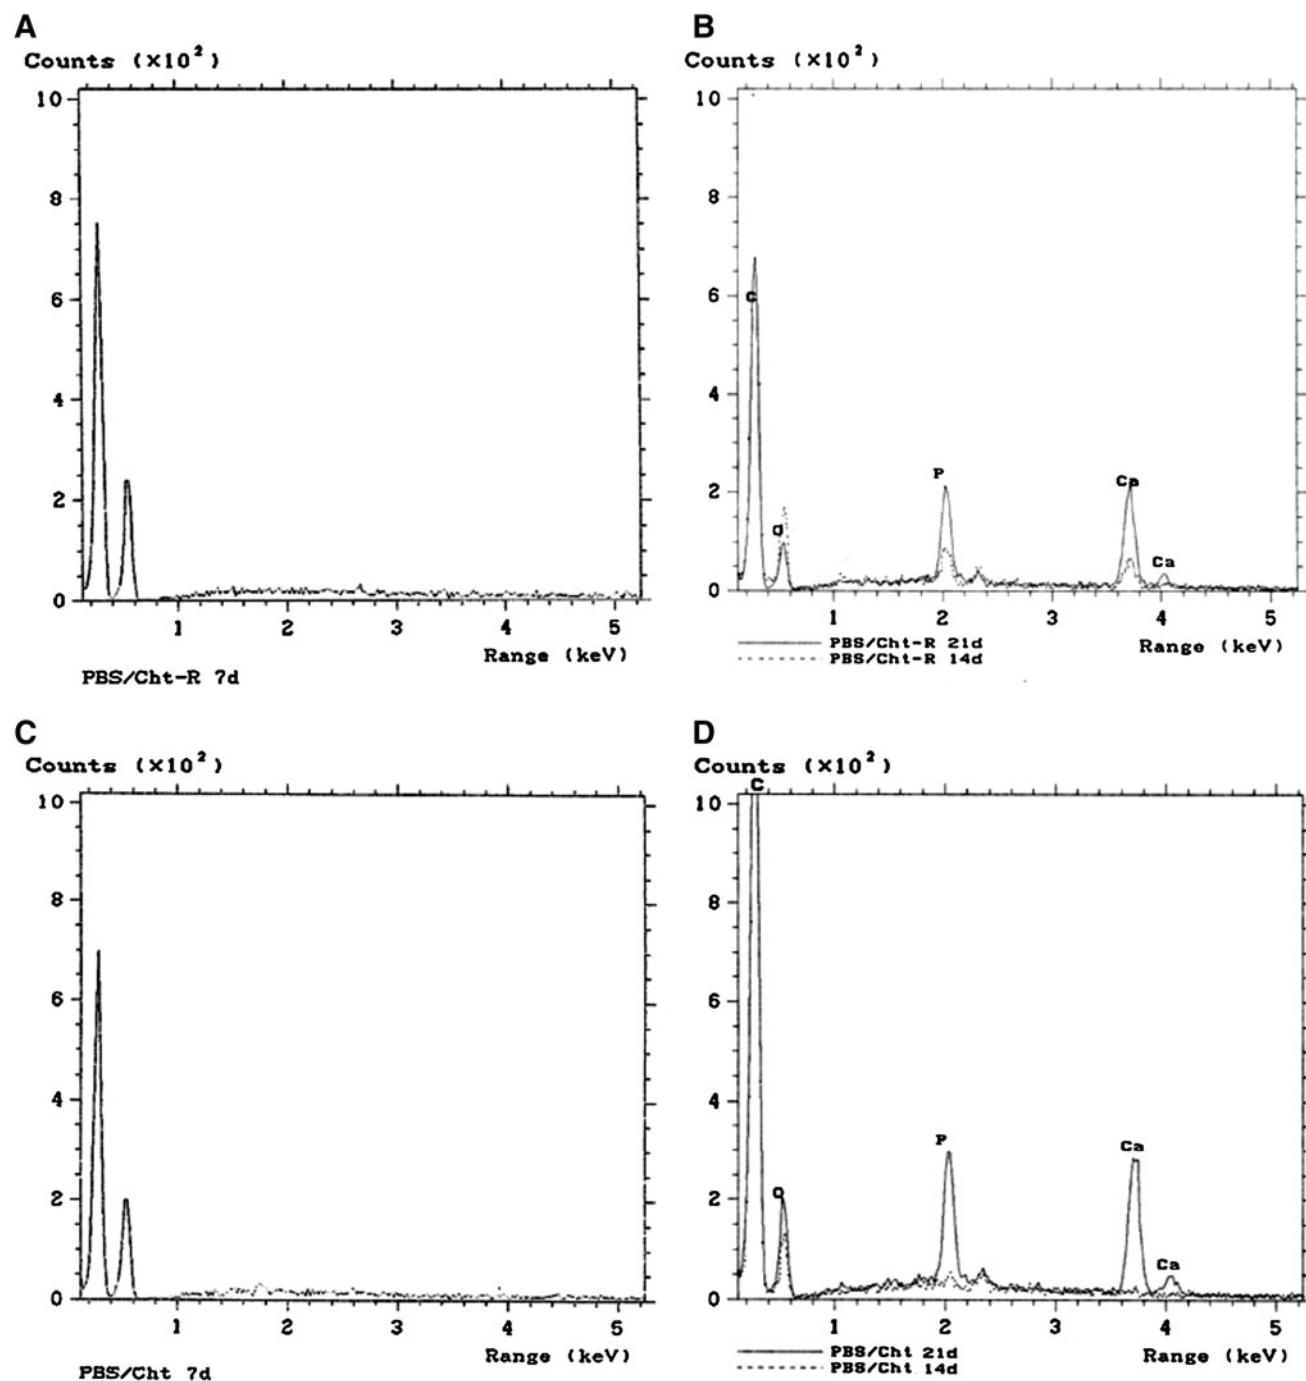 A
Counts (×10²)
10
8
6
4
2
0
1 2 3 4 5
Range (keV)
PBS/Cht-R 7d
B
Counts (×10²)
10
8
6
4
2
0
C
O
P
Ca
Ca
1 2 3 4 5
Range (keV)
PBS/Cht-R 21d
PBS/Cht-R 14d
C
Counts (×10²)
10
8
6
4
2
0
1 2 3 4 5
Range (keV)
PBS/Cht 7d
D
Counts (×10²)
C
10
8
6
4
2
0
O
P
Ca
Ca
1 2 3 4 5
Range (keV)
PBS/Cht 21d
PBS/Cht 14d